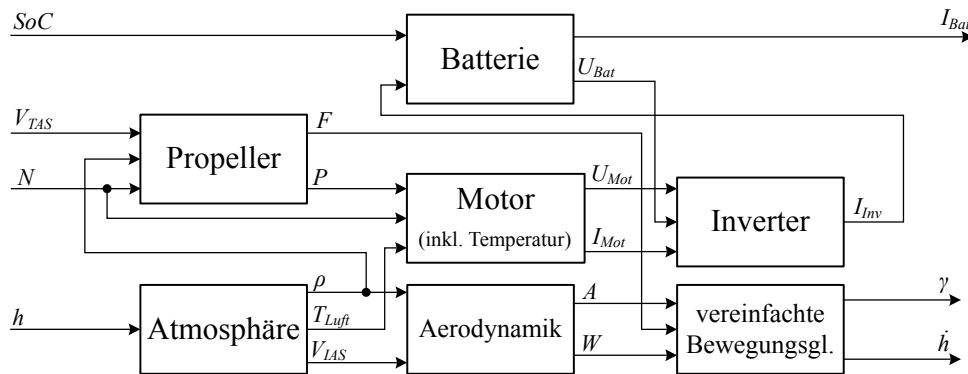 SoC
I_Bat
Batterie
U_Bat
V_TAS
F
Propeller
N
P
U_Mot
Motor
(inkl. Temperatur)
Inverter
I_Inv
I_Mot
ρ
A
γ
h
Atmosphäre
T_Luft
Aerodynamik
vereinfachte
Bewegungsgl.
V_IAS
W
ḣ